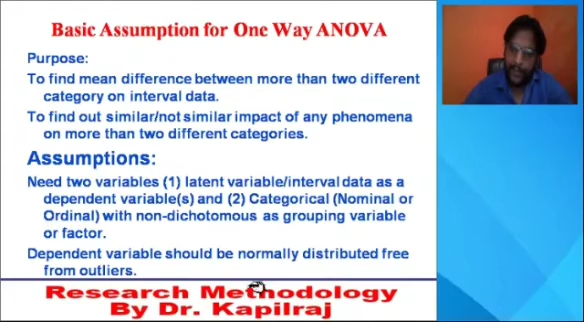 Basic Assumption for One Way ANOVA
Purpose:
To find mean difference between more than two different
category on interval data.
To find out similar/not similar impact of any phenomena
on more than two different categories.
Assumptions:
Need two variables (1) latent variable/interval data as a
dependent variable(s) and (2) Categorical (Nominal or
Ordinal) with non-dichotomous as grouping variable
or factor.
Dependent variable should be normally distributed free
from outliers.
Research Methodology
By Dr. Kapilraj